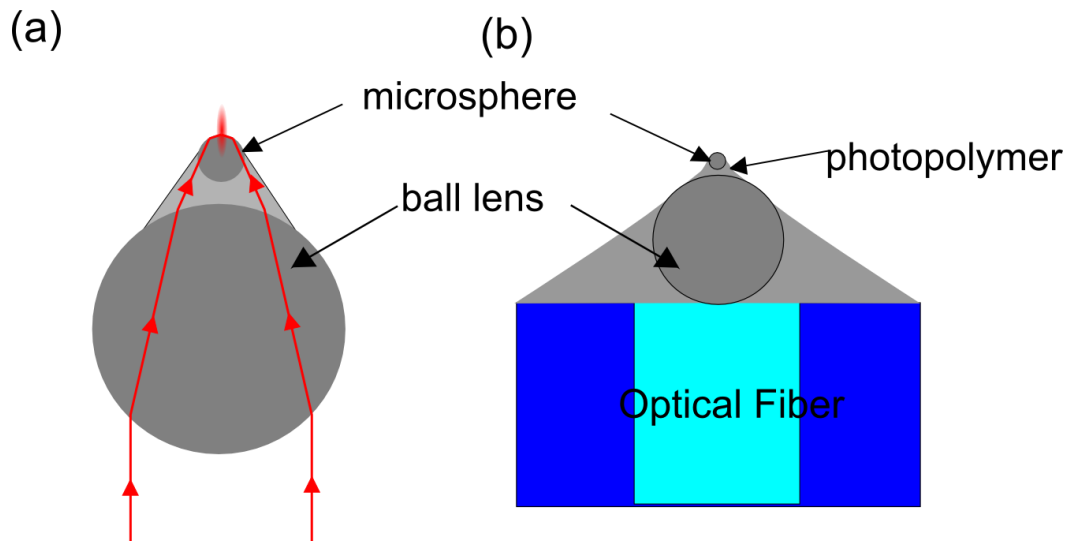 (a)
(b)
microsphere
photopolymer
ball lens
Optical Fiber